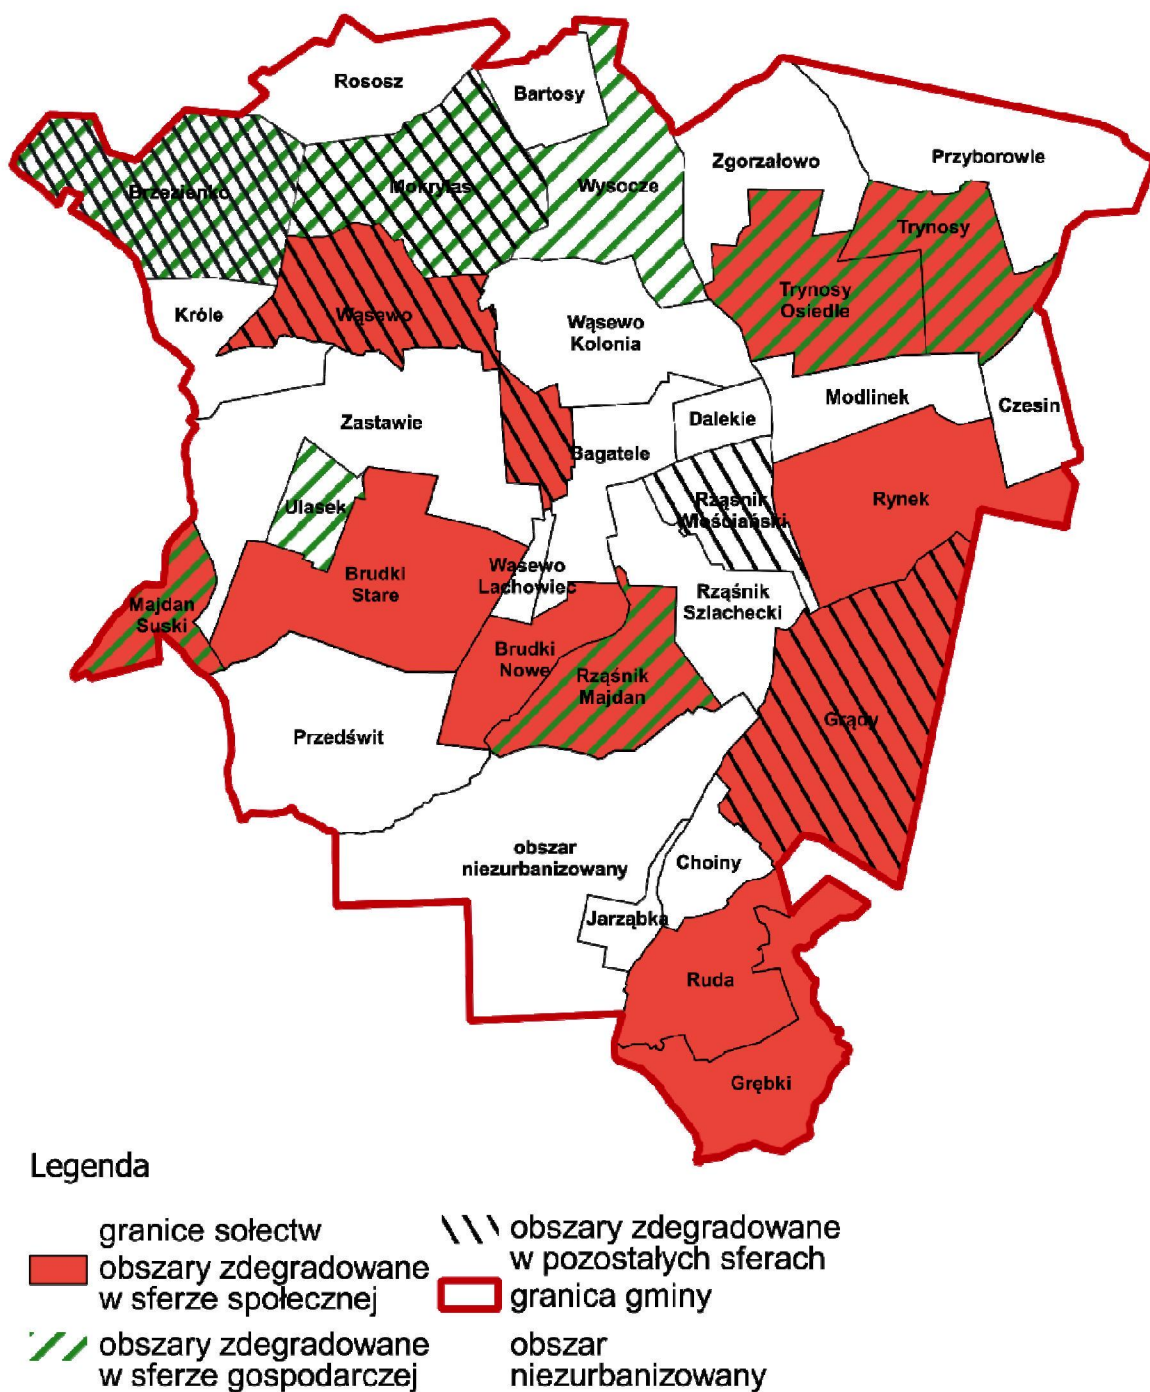 Rososz
Bartosy
Zgorzałowo
Przyborowie
Brzezienko
Mokrylas
Wysocze
Trynosy
Króle
Wąsewo
Wąsewo
Kolonia
Trynosy
Osiedle
Modlinek
Czesin
Zastawie
Dalekie
Bagatele
Ulasek
Rząśnik
Włościański
Rynek
Brudki
Stare
Wąsewo
Lachowiec
Rząśnik
Szlachecki
Majdan
Suski
Brudki
Nowe
Rząśnik
Majdan
Grądy
Przedświt
obszar
niezurbanizowany
Choiny
Jarząbka
Ruda
Grębki
Legenda
granice sołectw
obszary zdegradowane
w sferze społecznej
obszary zdegradowane
w sferze gospodarczej
obszary zdegradowane
w pozostałych sferach
granica gminy
obszar
niezurbanizowany